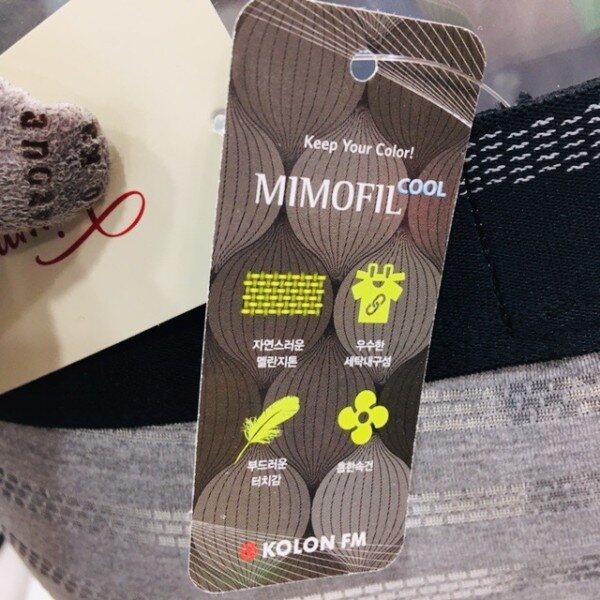 Keep Your Color!
MIMOFIL COOL
자연스러운
멜란지톤
우수한
세탁내구성
부드러운
터치감
흡한속건
KOLON FM